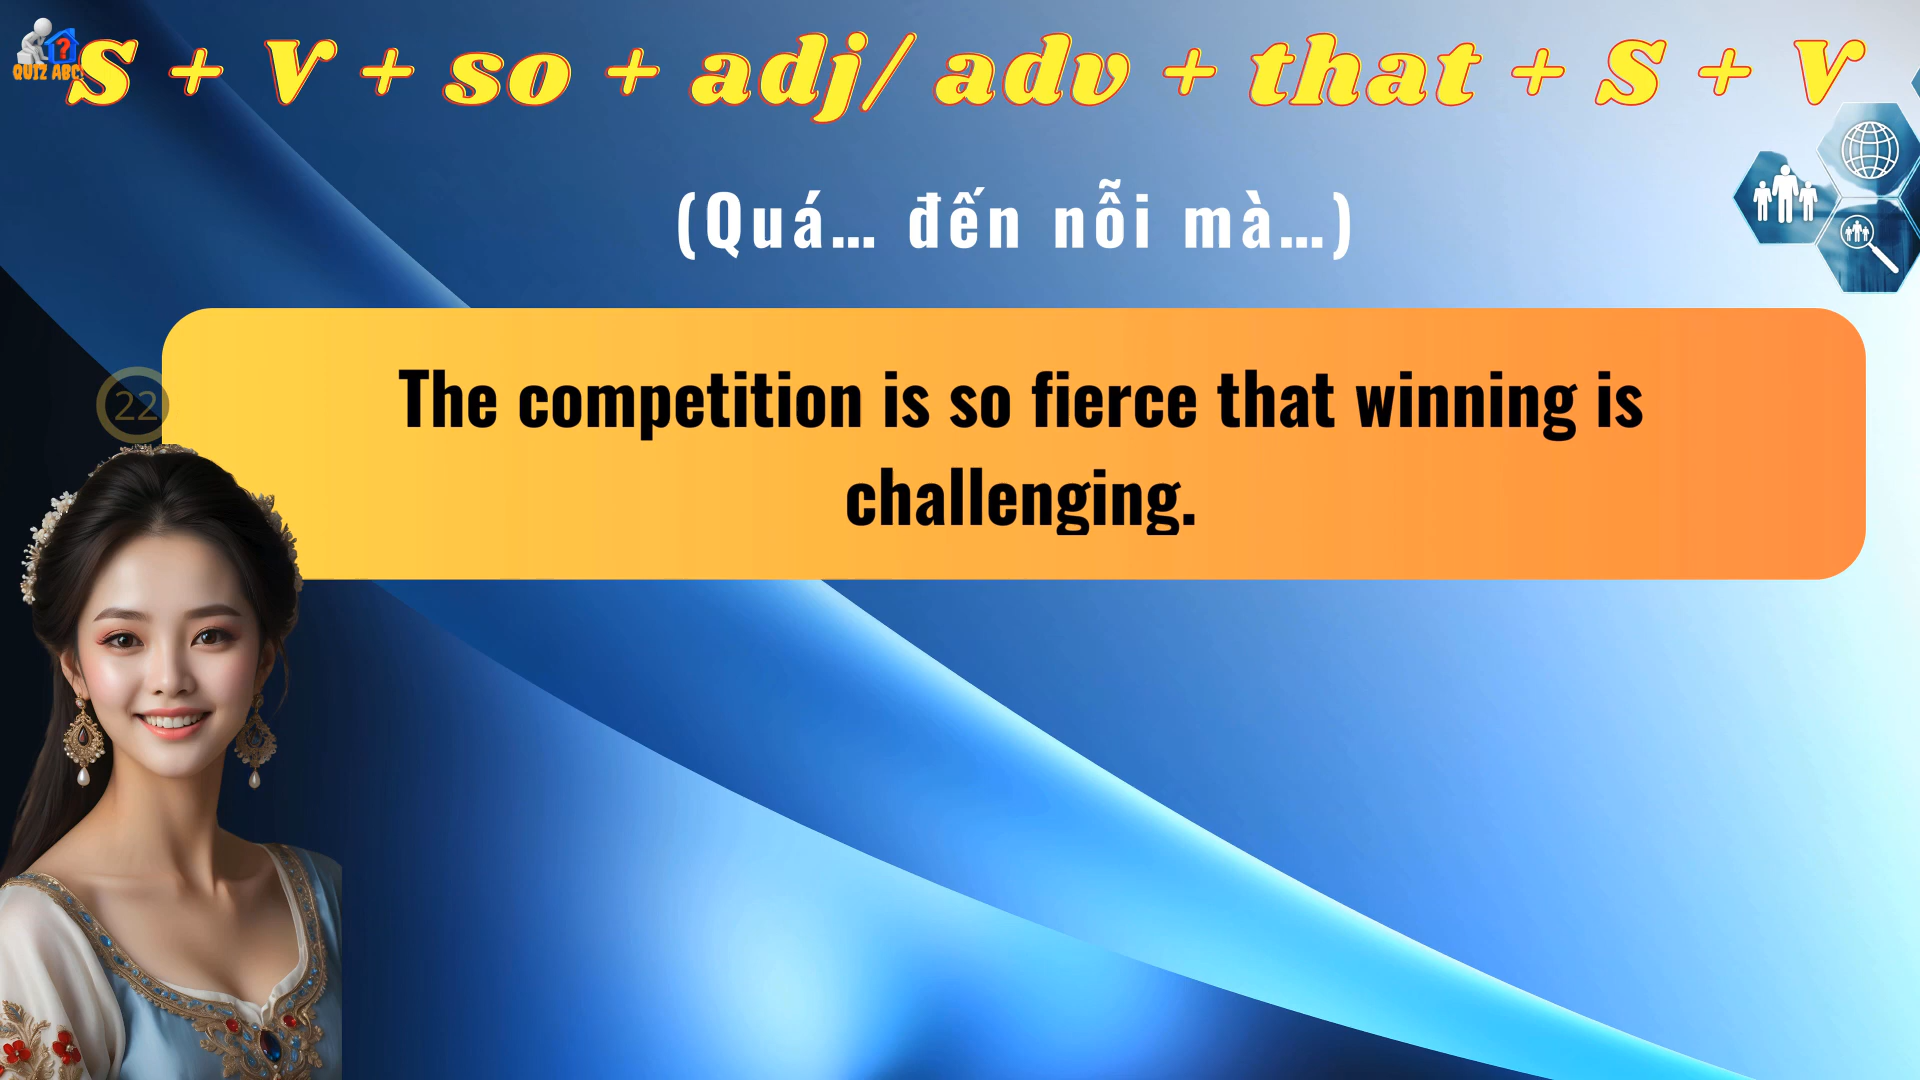 S + V + so + adj/ adv + that + S + V
QUIZ ABC
(Quá... đến nỗi mà...)
22
The competition is so fierce that winning is
challenging.